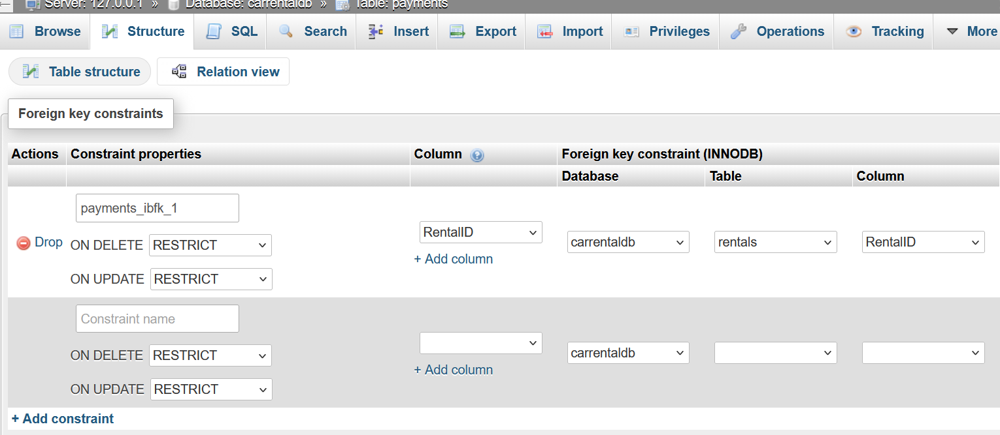 Server: 127.0.0.1 » Database: carrentaldb » Table: payments
Browse Structure SQL Search Insert Export Import Privileges Operations Tracking More
Table structure Relation view
Foreign key constraints
Actions Constraint properties Column Foreign key constraint (INNODB)
Database Table Column
payments_ibfk_1
Drop ON DELETE RESTRICT RentalID carrentaldb rentals RentalID
+ Add column
ON UPDATE RESTRICT
Constraint name
ON DELETE RESTRICT carrentaldb
+ Add column
ON UPDATE RESTRICT
+ Add constraint